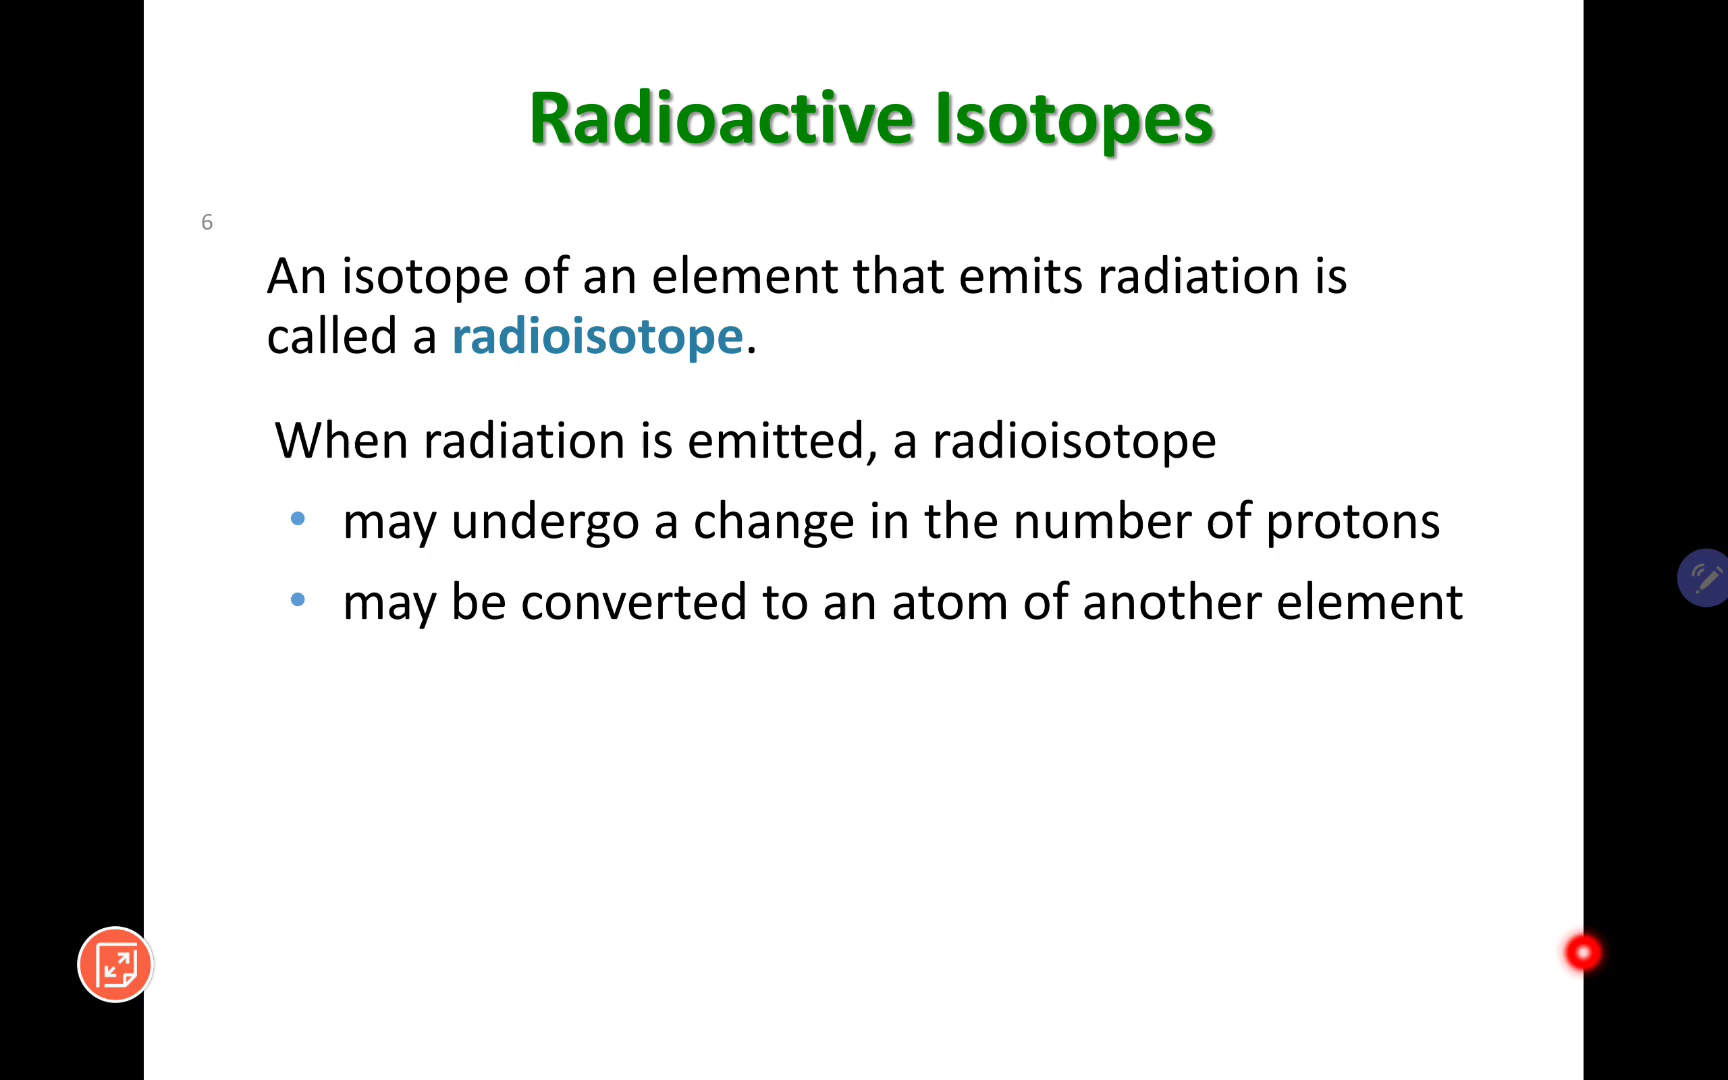 Radioactive Isotopes
6
An isotope of an element that emits radiation is
called a radioisotope.
When radiation is emitted, a radioisotope
• may undergo a change in the number of protons
• may be converted to an atom of another element